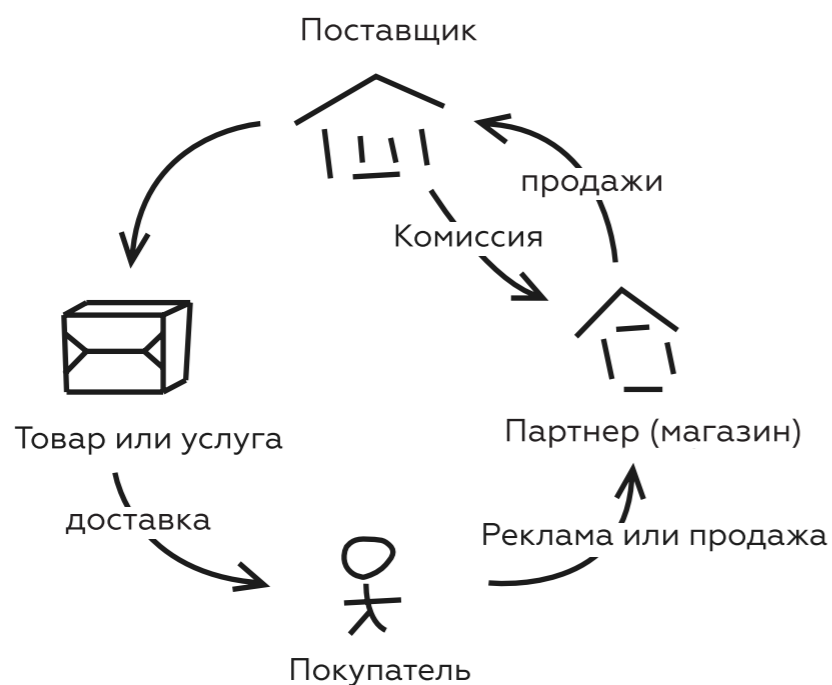 Поставщик
продажи
Комиссия
Партнер (магазин)
Товар или услуга
доставка
Реклама или продажа
Покупатель